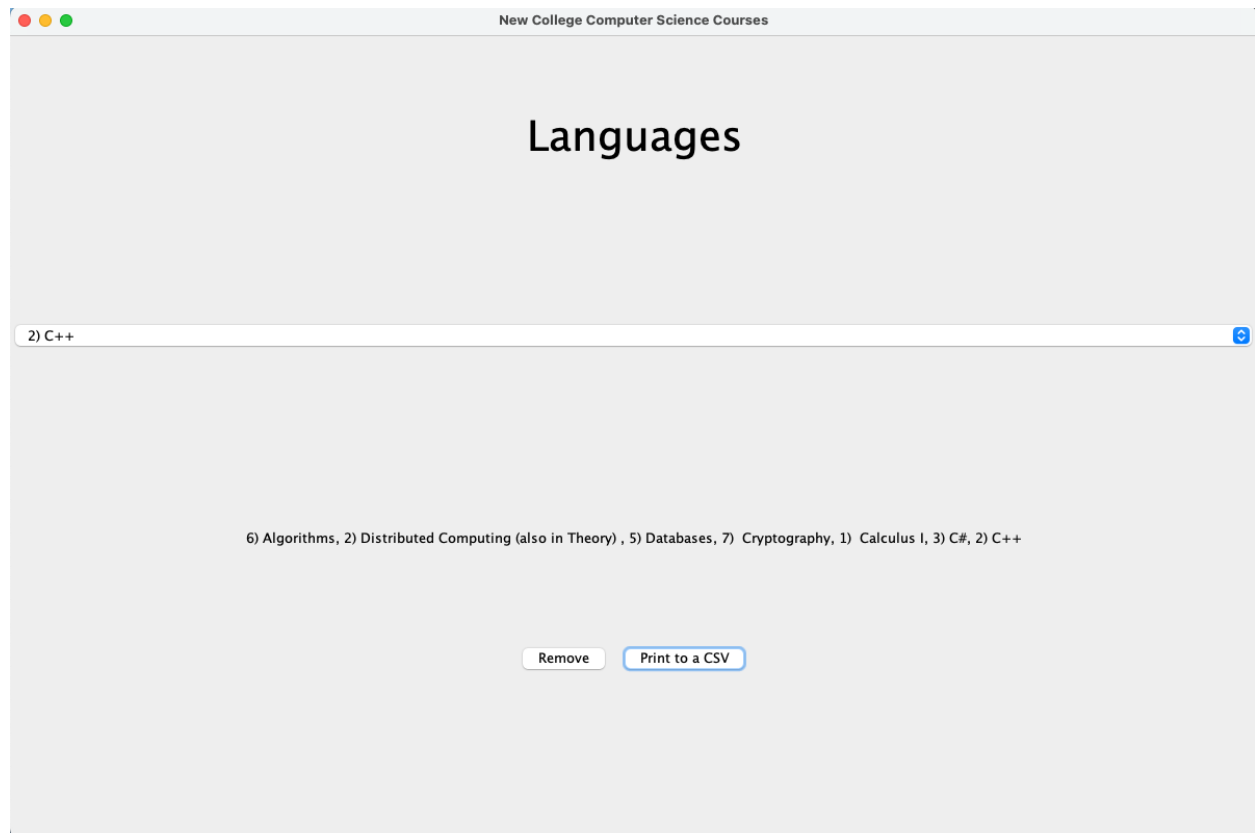 New College Computer Science Courses
Languages
2) C++
6) Algorithms, 2) Distributed Computing (also in Theory) , 5) Databases, 7)  Cryptography, 1)  Calculus I, 3) C#, 2) C++
Remove Print to a CSV